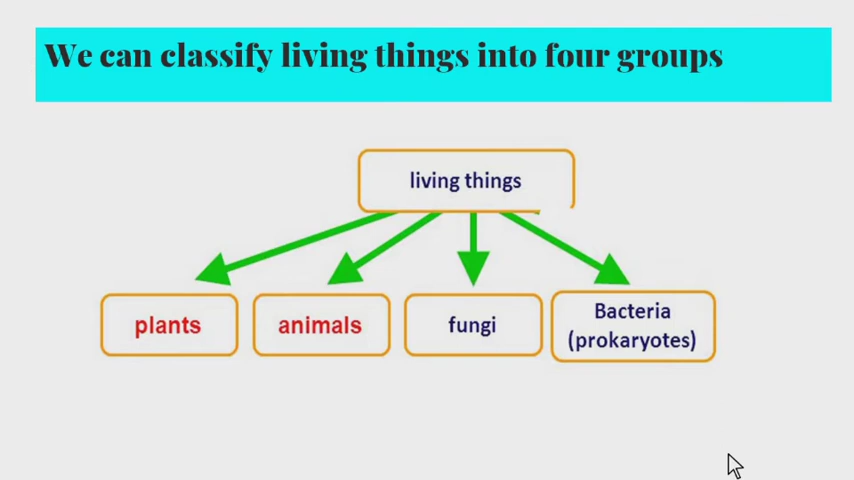 We can classify living things into four groups
living things
plants
animals
fungi
Bacteria
(prokaryotes)